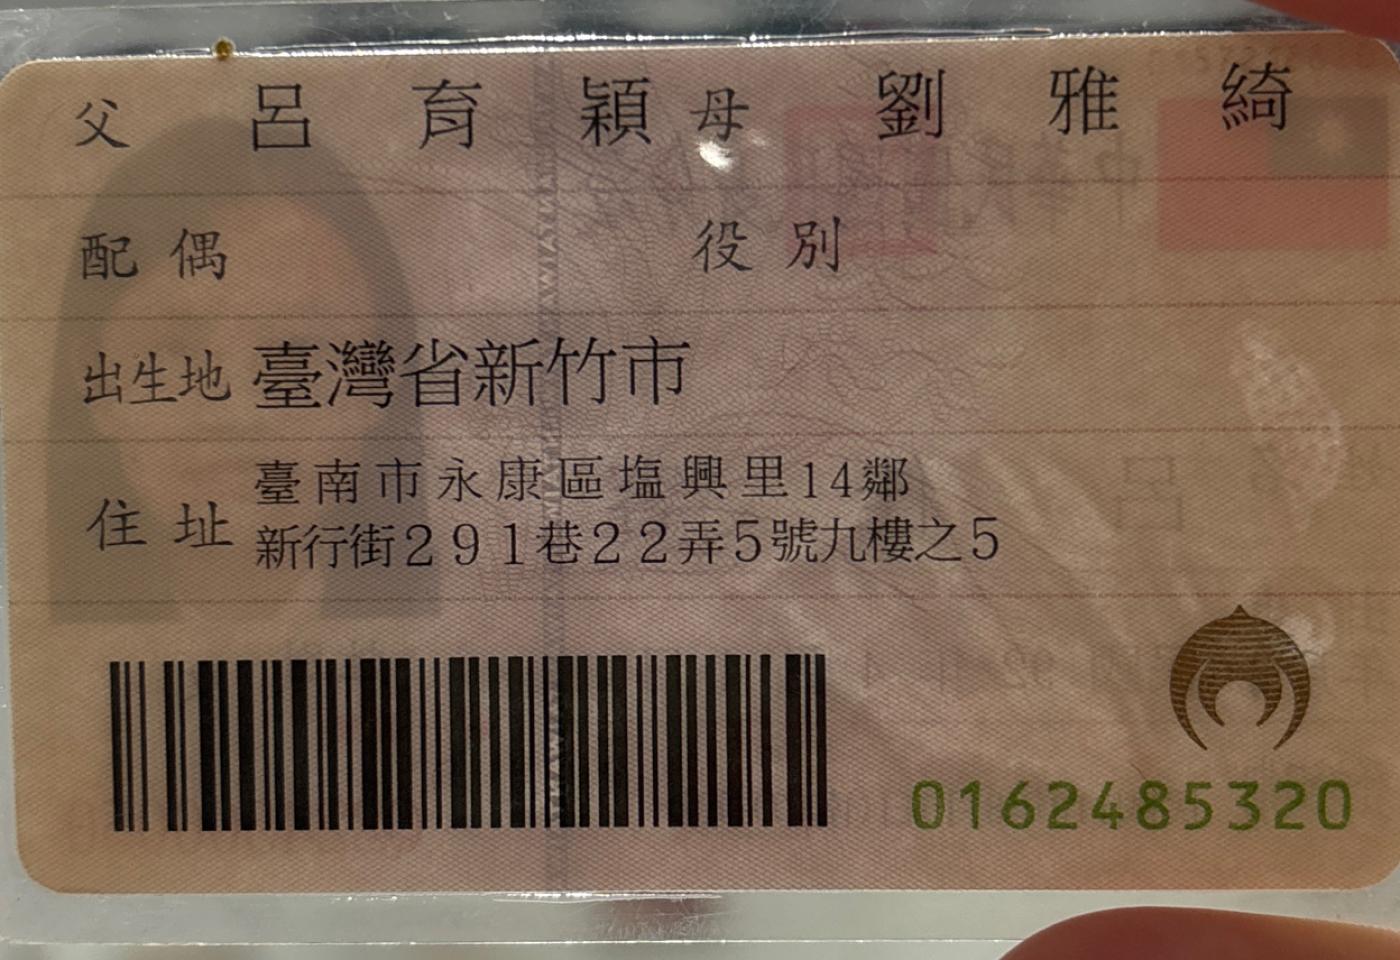 父 呂育穎 母 劉雅綺
配偶 役別
出生地 臺灣省新竹市
住址 臺南市永康區塩興里14鄰
新行街291巷22弄5號九樓之5
0162485320